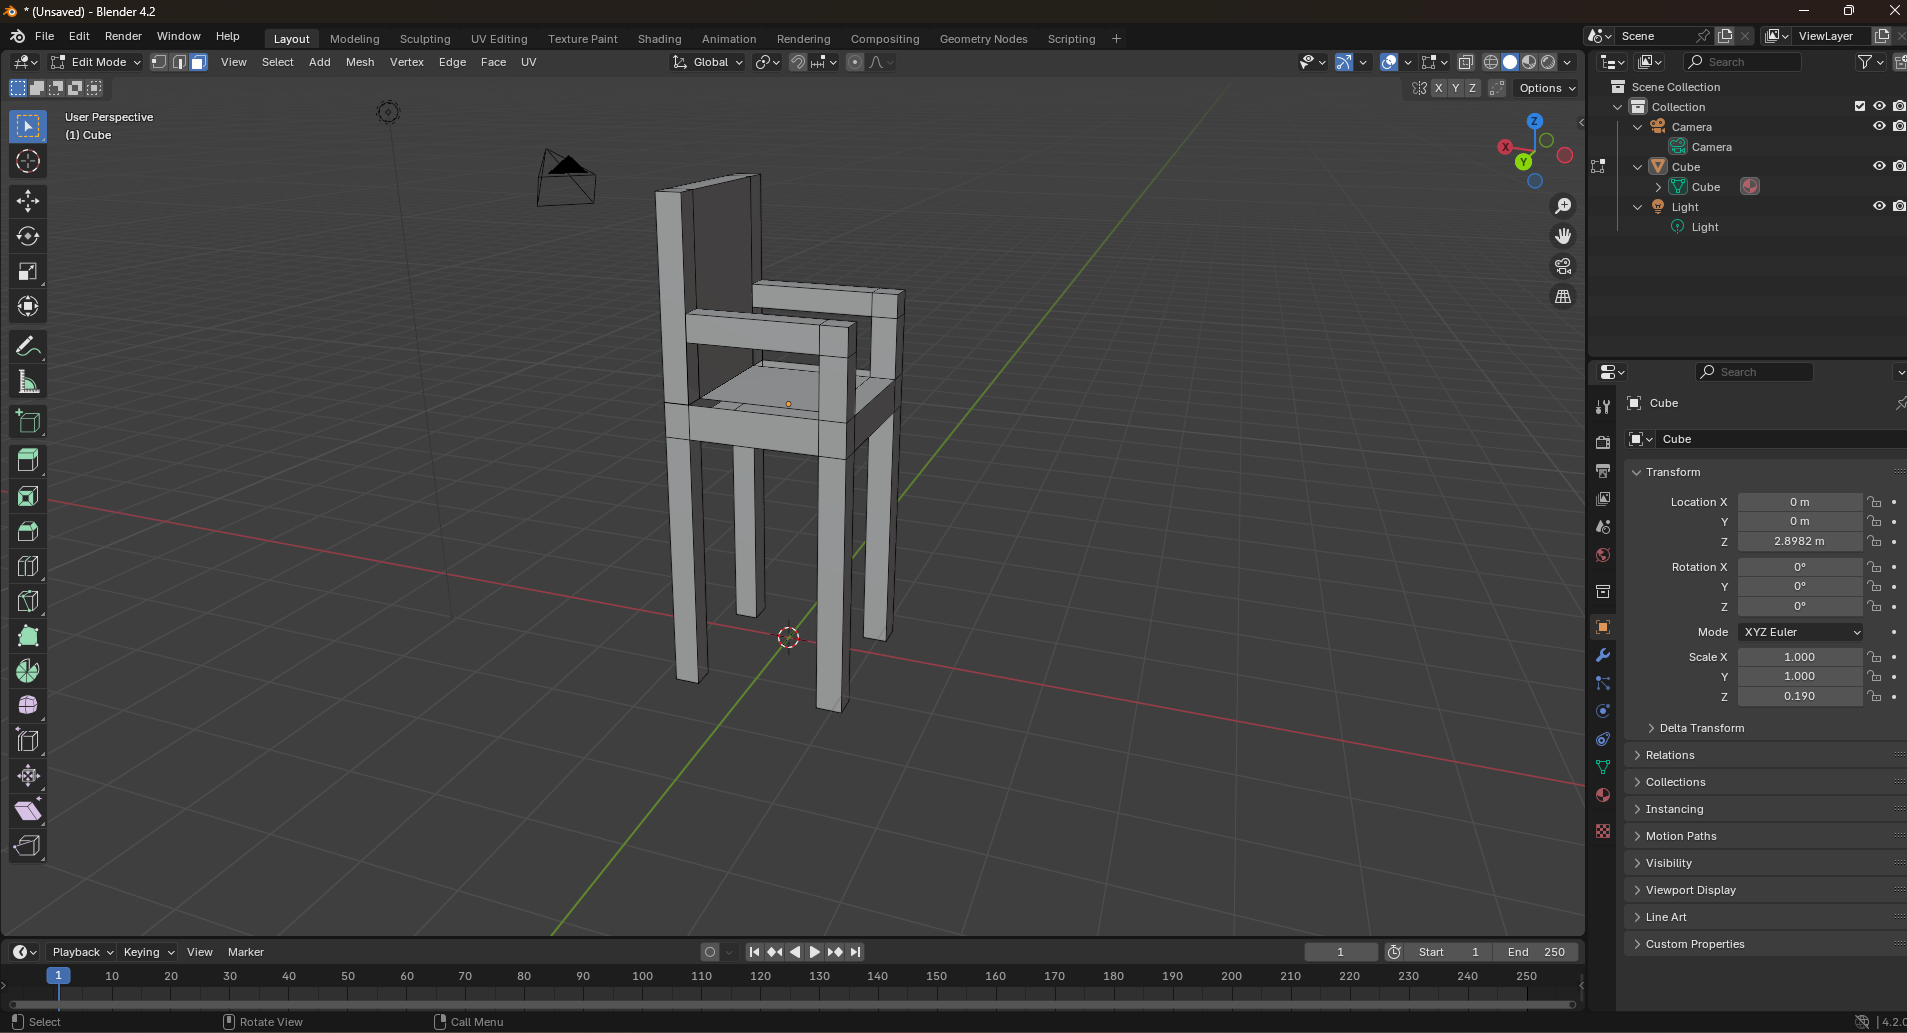 * (Unsaved) - Blender 4.2
File Edit Render Window Help
Layout Modeling Sculpting UV Editing Texture Paint Shading Animation Rendering Compositing Geometry Nodes Scripting +
Scene
ViewLayer
Edit Mode View Select Add Mesh Vertex Edge Face UV
Global
Search
X Y Z Options
User Perspective
(1) Cube
Z
X
Y
Scene Collection
Collection
Camera
Camera
Cube
Cube
Light
Light
Search
Cube
Cube
Transform
Location X 0 m
Y 0 m
Z 2.8982 m
Rotation X 0°
Y 0°
Z 0°
Mode XYZ Euler
Scale X 1.000
Y 1.000
Z 0.190
Delta Transform
Relations
Collections
Instancing
Motion Paths
Visibility
Viewport Display
Line Art
Custom Properties
Playback Keying View Marker
1 Start 1 End 250
1 10 20 30 40 50 60 70 80 90 100 110 120 130 140 150 160 170 180 190 200 210 220 230 240 250
Select Rotate View Call Menu
4.2.0